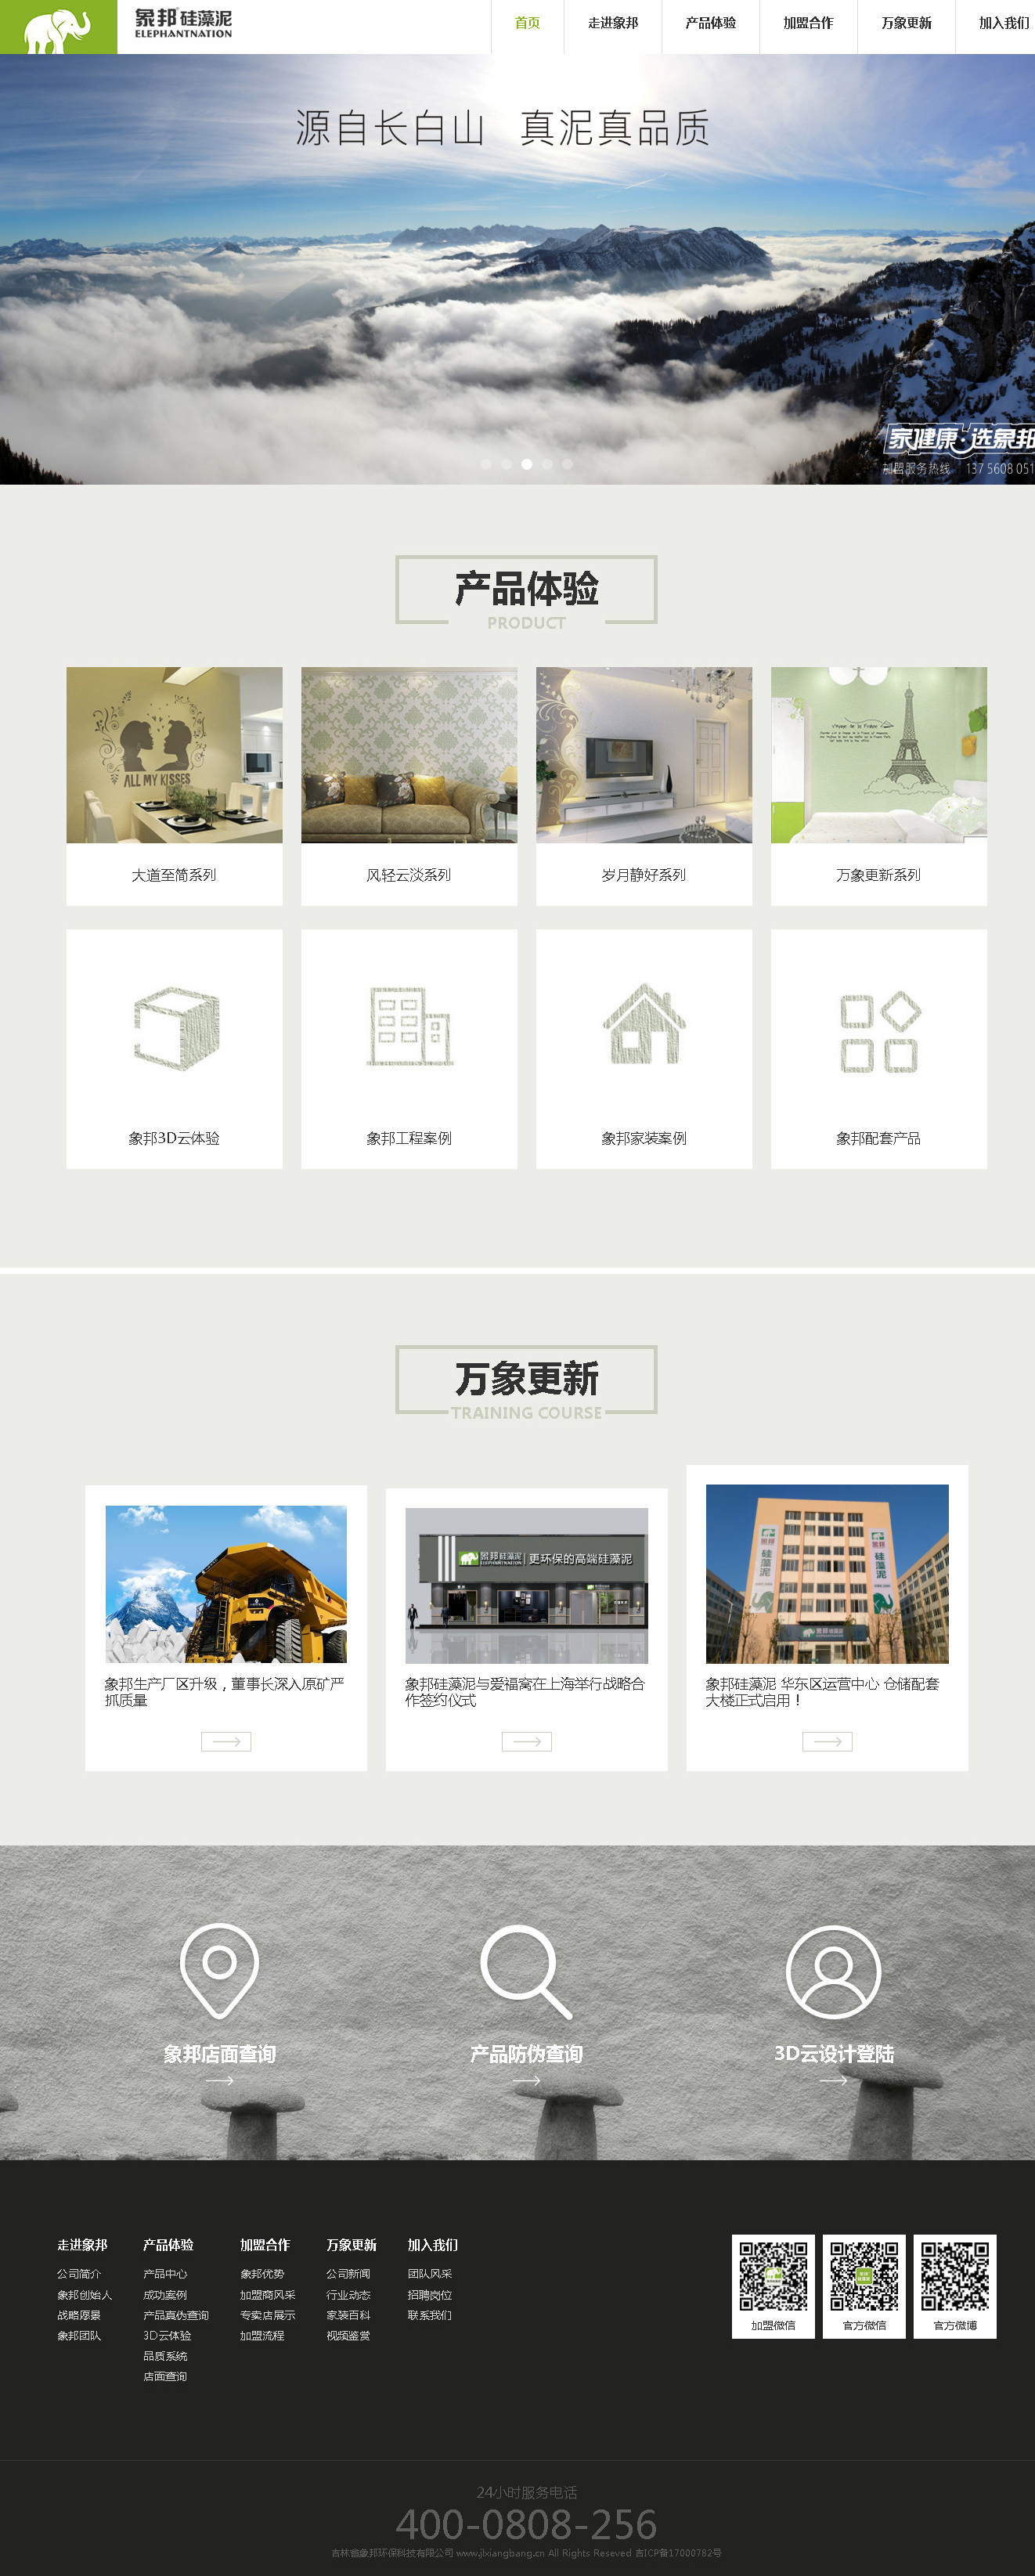 象邦 硅藻泥
ELEPHANTNATION
首页 走进象邦 产品体验 加盟合作 万象更新 加入我们
源自长白山 真泥真品质
家健康·选象邦
加盟服务热线 137 5608 051
产品体验
PRODUCT
ALL MY KISSES
大道至简系列 风轻云淡系列 岁月静好系列 万象更新系列
象邦3D云体验 象邦工程案例 象邦家装案例 象邦配套产品
万象更新
TRAINING COURSE
象邦硅藻泥 更环保的高端硅藻泥
象邦 硅藻泥
象邦生产厂区升级，董事长深入原矿严
抓质量
象邦硅藻泥与爱福窝在上海举行战略合
作签约仪式
象邦硅藻泥 华东区运营中心 仓储配套
大楼正式启用！
象邦店面查询 产品防伪查询 3D云设计登陆
走进象邦 产品体验 加盟合作 万象更新 加入我们
公司简介 产品中心 象邦优势 公司新闻 团队风采
象邦创始人 成功案例 加盟商风采 行业动态 招聘岗位
战略愿景 产品真伪查询 专卖店展示 家装百科 联系我们
象邦团队 3D云体验 加盟流程 视频鉴赏
品质系统
店面查询
加盟微信 官方微信 官方微博
24小时服务电话
400-0808-256
吉林省象邦环保科技有限公司 www.jlxiangbang.cn All Rights Reseved 吉ICP备17000782号